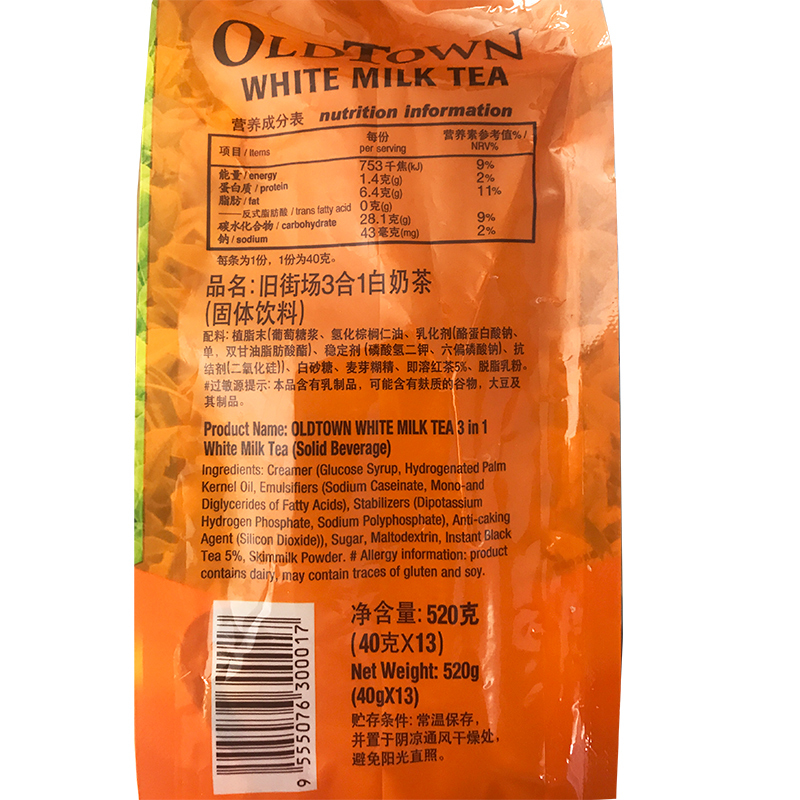 OLDTOWN
WHITE MILK TEA
营养成分表 nutrition information
项目 / Items 每份 per serving 营养素参考值% / NRV%
能量 / energy 753千焦(kJ) 9%
蛋白质 / protein 1.4克(g) 2%
脂肪 / fat 6.4克(g) 11%
——反式脂肪酸 / trans fatty acid 0克(g)
碳水化合物 / carbohydrate 28.1克(g) 9%
钠 / sodium 43毫克(mg) 2%
每条为1份，1份为40克。
品名: 旧街场3合1白奶茶
(固体饮料)
配料: 植脂末(葡萄糖浆、氢化棕榈仁油、乳化剂(酪蛋白酸钠、
单，双甘油脂肪酸酯)、稳定剂 (磷酸氢二钾、六偏磷酸钠)、抗
结剂(二氧化硅))、白砂糖、麦芽糊精、即溶红茶5%、脱脂乳粉。
#过敏源提示: 本品含有乳制品，可能含有麸质的谷物，大豆及
其制品。
Product Name: OLDTOWN WHITE MILK TEA 3 in 1
White Milk Tea (Solid Beverage)
Ingredients: Creamer (Glucose Syrup, Hydrogenated Palm
Kernel Oil, Emulsifiers (Sodium Caseinate, Mono-and
Diglycerides of Fatty Acids), Stabilizers (Dipotassium
Hydrogen Phosphate, Sodium Polyphosphate), Anti-caking
Agent (Silicon Dioxide)), Sugar, Maltodextrin, Instant Black
Tea 5%, Skimmilk Powder. # Allergy information: product
contains dairy, may contain traces of gluten and soy.
净含量: 520克
(40克X13)
Net Weight: 520g
(40gX13)
贮存条件: 常温保存，
并置于阴凉通风干燥处，
避免阳光直照。
9 555076 300017